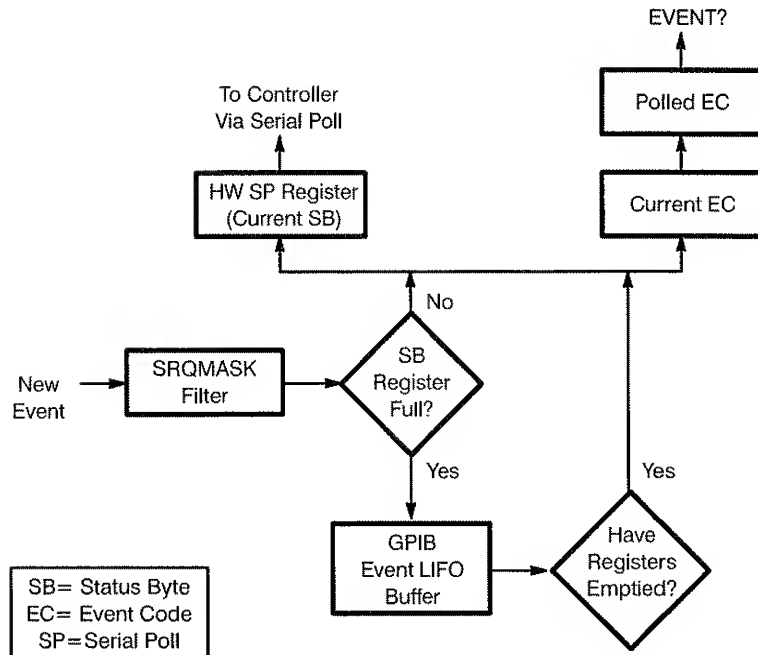 EVENT?
To Controller
Via Serial Poll
Polled EC
HW SP Register
(Current SB)
Current EC
No
New
Event
SRQMASK
Filter
SB
Register
Full?
Yes
Yes
GPIB
Event LIFO
Buffer
Have
Registers
Emptied?
SB= Status Byte
EC= Event Code
SP=Serial Poll